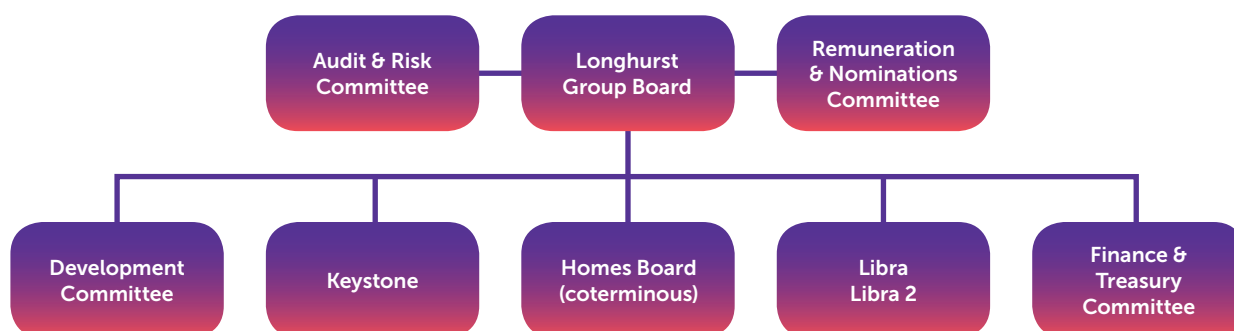 Audit & Risk
Committee
Longhurst
Group Board
Remuneration
& Nominations
Committee
Development
Committee
Keystone
Homes Board
(coterminous)
Libra
Libra 2
Finance &
Treasury
Committee